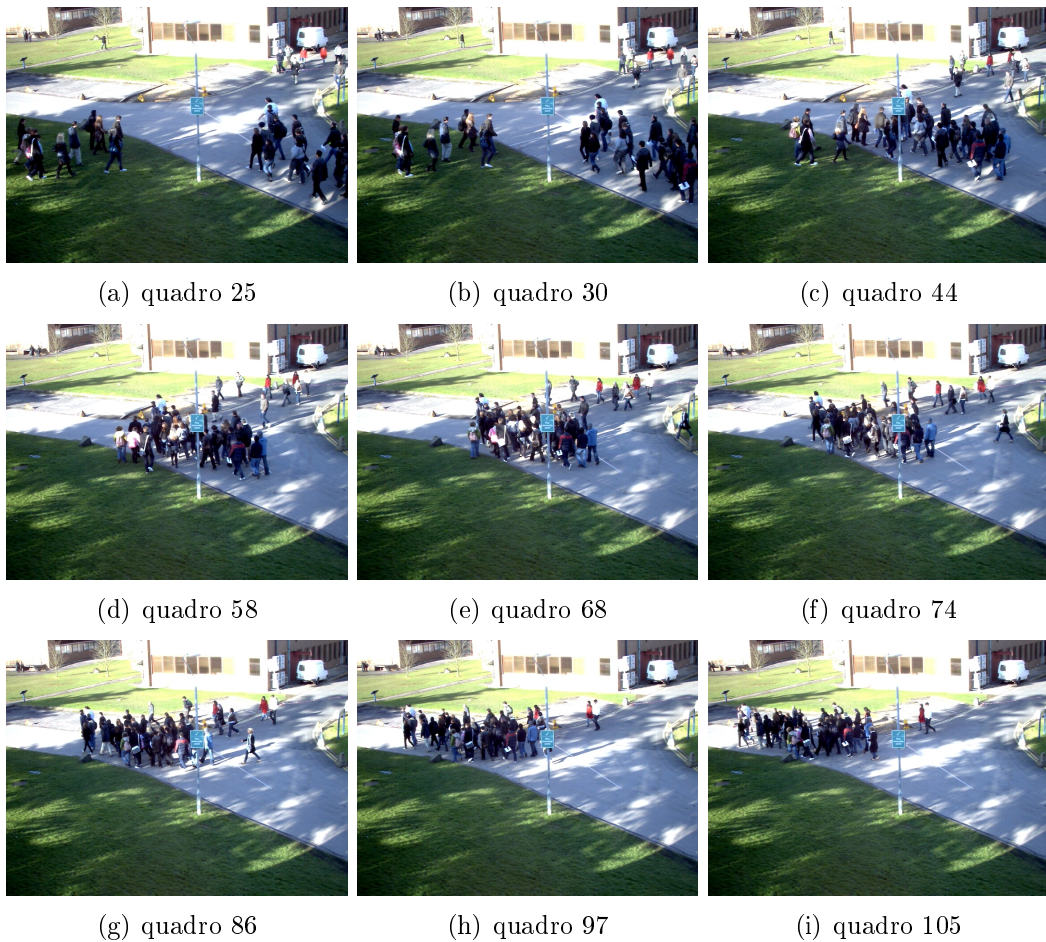 (a) quadro 25
(b) quadro 30
(c) quadro 44
(d) quadro 58
(e) quadro 68
(f) quadro 74
(g) quadro 86
(h) quadro 97
(i) quadro 105